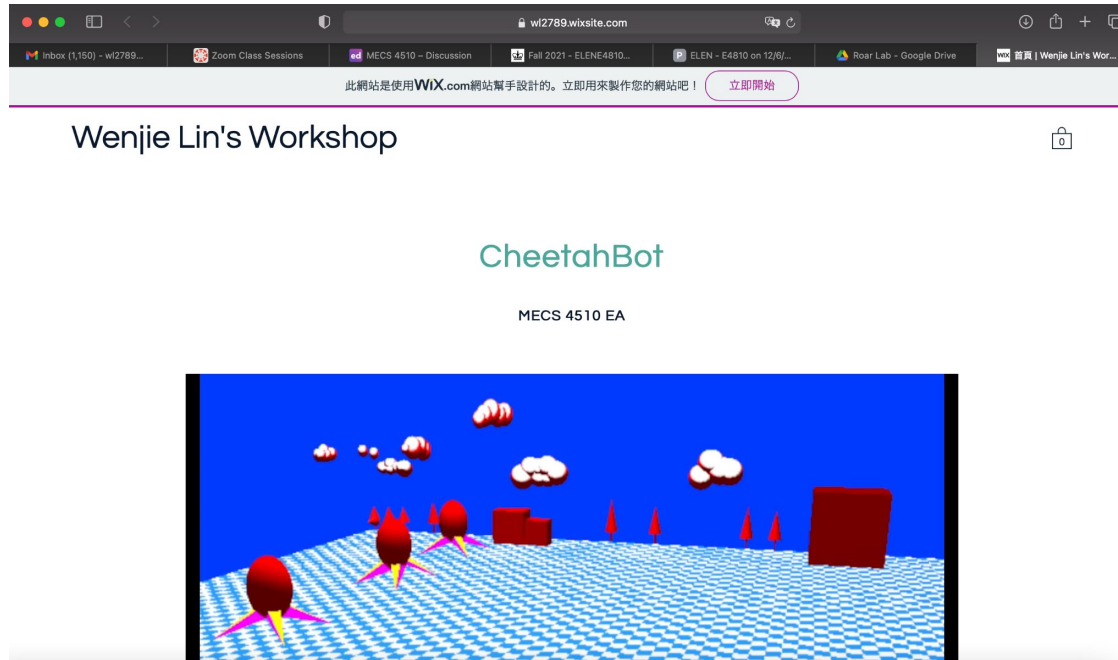 wl2789.wixsite.com
Inbox (1,150) – wl2789...
Zoom Class Sessions
ed MECS 4510 – Discussion
Fall 2021 - ELENE4810...
P ELEN - E4810 on 12/6/...
Roar Lab - Google Drive
WIX 首頁 | Wenjie Lin's Wor...
此網站是使用WiX.com網站幫手設計的。立即用來製作您的網站吧！ 立即開始
Wenjie Lin's Workshop
0
CheetahBot
MECS 4510 EA